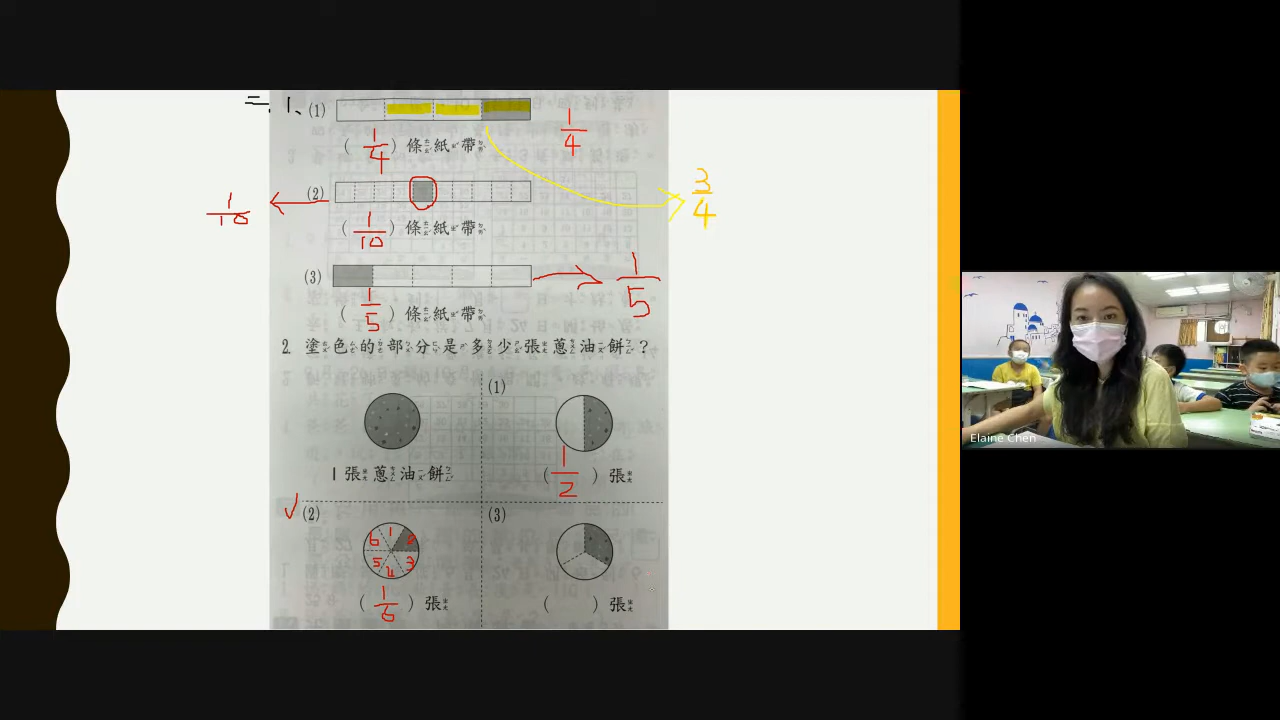 二.1、(1)
1/4
( 1/4 ) 條紙帶
3/4
1/10
(2)
( 1/10 ) 條紙帶
(3)
1/5
( 1/5 ) 條紙帶
2. 塗色的部分是多少張蔥油餅？
1張蔥油餅
(1)
( 1/2 ) 張
✓(2)
1
2
3
4
5
6
( 1/6 ) 張
(3)
( ) 張
Elaine Chen